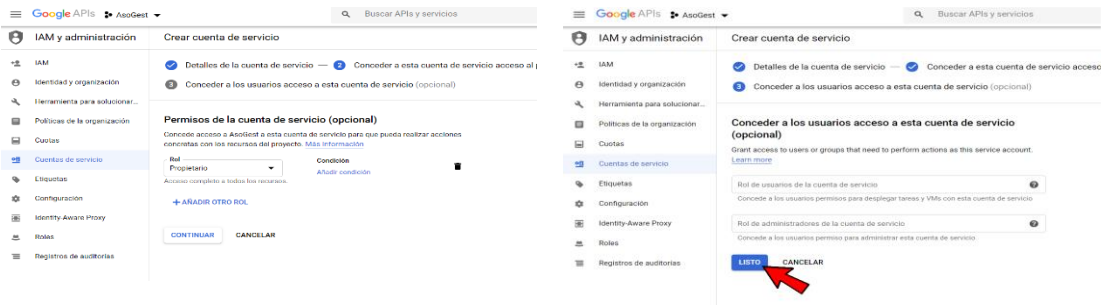 Google APIs AsoGest
Buscar APIs y servicios
IAM y administración
Crear cuenta de servicio
IAM
Identidad y organización
Herramienta para solucionar...
Políticas de la organización
Cuotas
Cuentas de servicio
Etiquetas
Configuración
Identity-Aware Proxy
Roles
Registros de auditorías
Detalles de la cuenta de servicio — 2 Conceder a esta cuenta de servicio acceso al
3 Conceder a los usuarios acceso a esta cuenta de servicio (opcional)
Permisos de la cuenta de servicio (opcional)
Concede acceso a AsoGest a esta cuenta de servicio para que pueda realizar acciones
concretas con los recursos del proyecto. Más información
Rol
Propietario
Condición
Añadir condición
Acceso completo a todos los recursos.
+ AÑADIR OTRO ROL
CONTINUAR CANCELAR
Google APIs AsoGest
Buscar APIs y servicios
IAM y administración
Crear cuenta de servicio
IAM
Identidad y organización
Herramienta para solucionar...
Políticas de la organización
Cuotas
Cuentas de servicio
Etiquetas
Configuración
Identity-Aware Proxy
Roles
Registros de auditorías
Detalles de la cuenta de servicio — Conceder a esta cuenta de servicio acceso
3 Conceder a los usuarios acceso a esta cuenta de servicio (opcional)
Conceder a los usuarios acceso a esta cuenta de servicio
(opcional)
Grant access to users or groups that need to perform actions as this service account.
Learn more
Rol de usuarios de la cuenta de servicio
Concede a los usuarios permisos para desplegar tareas y VMs con esta cuenta de servicio
Rol de administradores de la cuenta de servicio
Concede a los usuarios permiso para administrar esta cuenta de servicio
LISTO CANCELAR